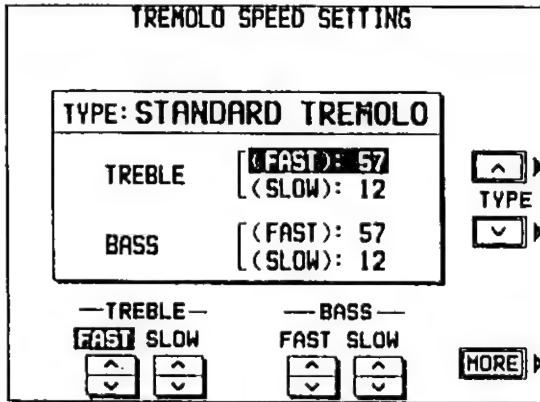 TREMOLO SPEED SETTING
TYPE: STANDARD TREMOLO
TREBLE
(FAST): 57
(SLOW): 12
BASS
(FAST): 57
(SLOW): 12
TYPE
TREBLE
FAST SLOW
BASS
FAST SLOW
MORE